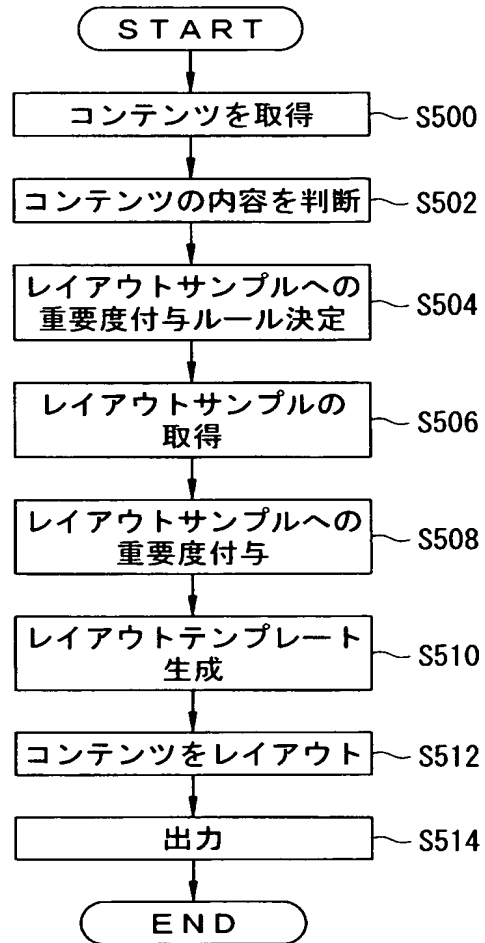 START
コンテンツを取得
S500
コンテンツの内容を判断
S502
レイアウトサンプルへの
重要度付与ルール決定
S504
レイアウトサンプルの
取得
S506
レイアウトサンプルへの
重要度付与
S508
レイアウトテンプレート
生成
S510
コンテンツをレイアウト
S512
出力
S514
END